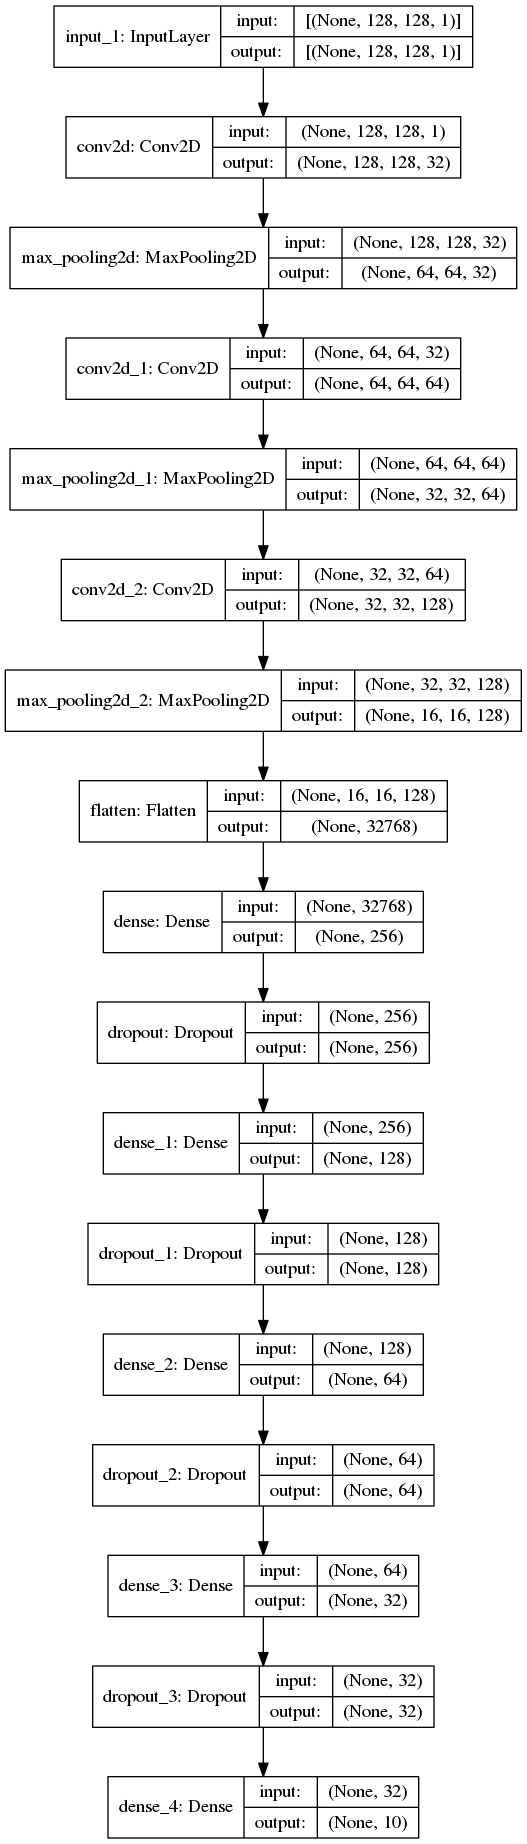 input_1: InputLayer
input:
[(None, 128, 128, 1)]
output:
[(None, 128, 128, 1)]
conv2d: Conv2D
input:
(None, 128, 128, 1)
output:
(None, 128, 128, 32)
max_pooling2d: MaxPooling2D
input:
(None, 128, 128, 32)
output:
(None, 64, 64, 32)
conv2d_1: Conv2D
input:
(None, 64, 64, 32)
output:
(None, 64, 64, 64)
max_pooling2d_1: MaxPooling2D
input:
(None, 64, 64, 64)
output:
(None, 32, 32, 64)
conv2d_2: Conv2D
input:
(None, 32, 32, 64)
output:
(None, 32, 32, 128)
max_pooling2d_2: MaxPooling2D
input:
(None, 32, 32, 128)
output:
(None, 16, 16, 128)
flatten: Flatten
input:
(None, 16, 16, 128)
output:
(None, 32768)
dense: Dense
input:
(None, 32768)
output:
(None, 256)
dropout: Dropout
input:
(None, 256)
output:
(None, 256)
dense_1: Dense
input:
(None, 256)
output:
(None, 128)
dropout_1: Dropout
input:
(None, 128)
output:
(None, 128)
dense_2: Dense
input:
(None, 128)
output:
(None, 64)
dropout_2: Dropout
input:
(None, 64)
output:
(None, 64)
dense_3: Dense
input:
(None, 64)
output:
(None, 32)
dropout_3: Dropout
input:
(None, 32)
output:
(None, 32)
dense_4: Dense
input:
(None, 32)
output:
(None, 10)